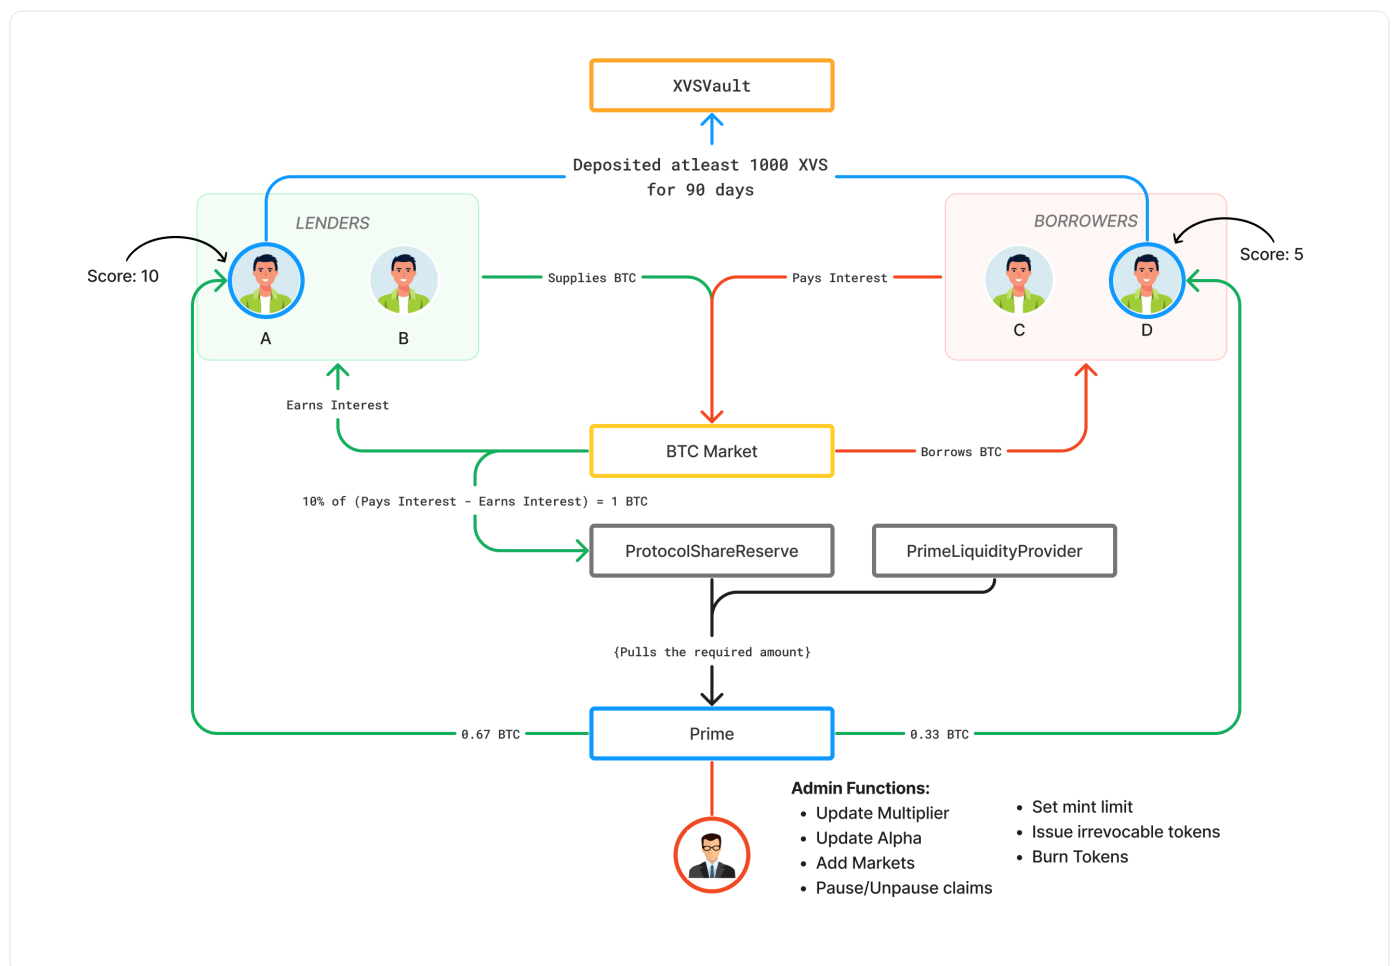 XVSVault
Deposited atleast 1000 XVS
for 90 days
LENDERS
BORROWERS
Score: 10
Score: 5
Supplies BTC
Pays Interest
A
B
C
D
Earns Interest
BTC Market
Borrows BTC
10% of (Pays Interest - Earns Interest) = 1 BTC
ProtocolShareReserve
PrimeLiquidityProvider
{Pulls the required amount}
0.67 BTC
Prime
0.33 BTC
Admin Functions:
• Update Multiplier
• Update Alpha
• Add Markets
• Pause/Unpause claims
• Set mint limit
• Issue irrevocable tokens
• Burn Tokens